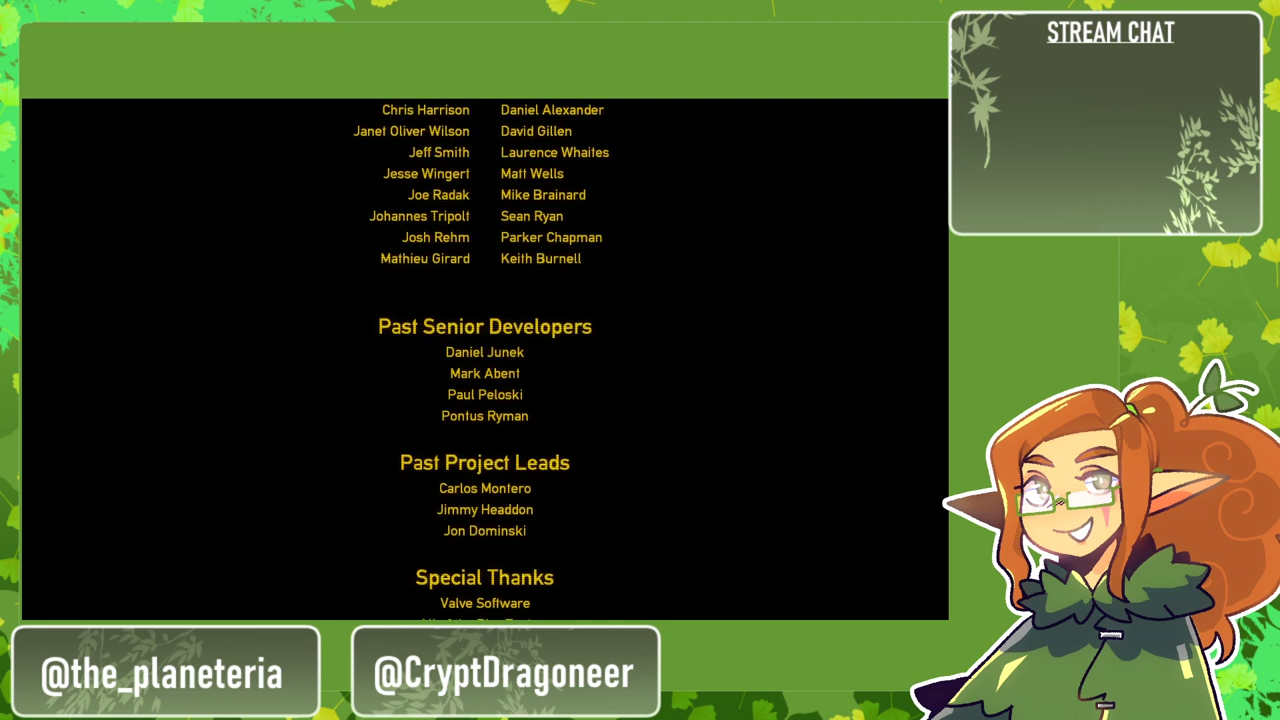 STREAM CHAT
Chris Harrison Daniel Alexander
Janet Oliver Wilson David Gillen
Jeff Smith Laurence Whaites
Jesse Wingert Matt Wells
Joe Radak Mike Brainard
Johannes Tripolt Sean Ryan
Josh Rehm Parker Chapman
Mathieu Girard Keith Burnell
Past Senior Developers
Daniel Junek
Mark Abent
Paul Peloski
Pontus Ryman
Past Project Leads
Carlos Montero
Jimmy Headdon
Jon Dominski
Special Thanks
Valve Software
@the_planeteria
@CryptDragoneer